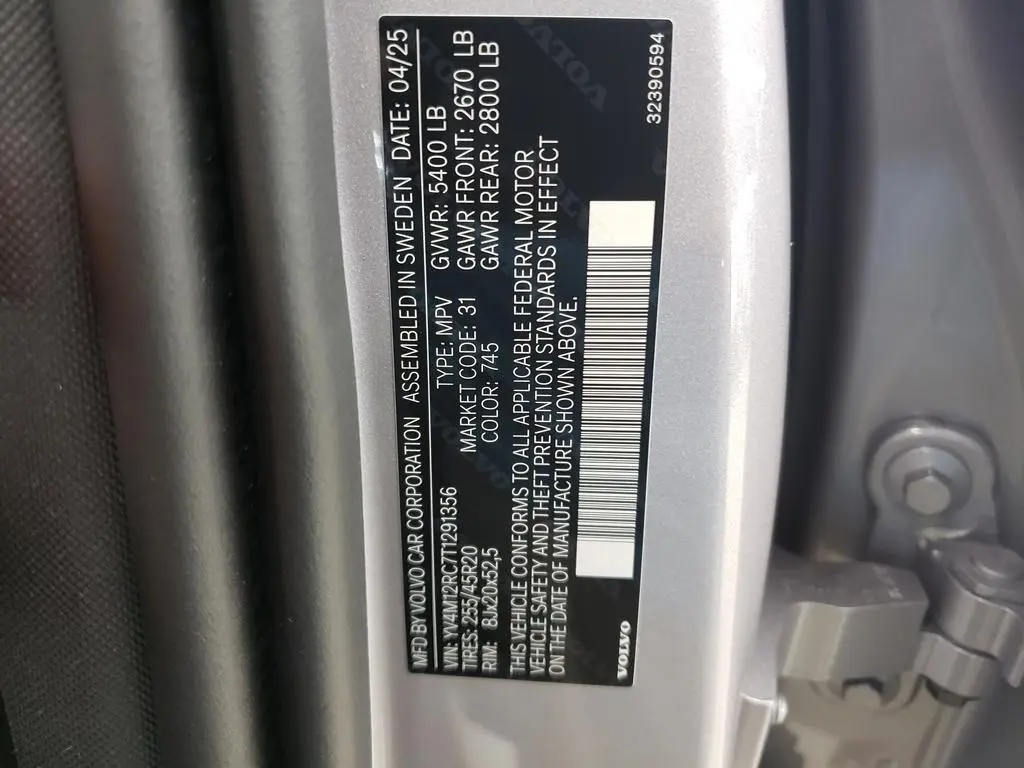 MFD BY VOLVO CAR CORPORATION ASSEMBLED IN SWEDEN DATE: 04/25
VIN: YV4M12RC7T1291356 TYPE: MPV GVWR: 5400 LB
TIRES: 255/45R20 MARKET CODE: 31 GAWR FRONT: 2670 LB
RIM: 8Jx20x52,5 COLOR: 745 GAWR REAR: 2800 LB
THIS VEHICLE CONFORMS TO ALL APPLICABLE FEDERAL MOTOR
VEHICLE SAFETY AND THEFT PREVENTION STANDARDS IN EFFECT
ON THE DATE OF MANUFACTURE SHOWN ABOVE.
VOLVO
32390594